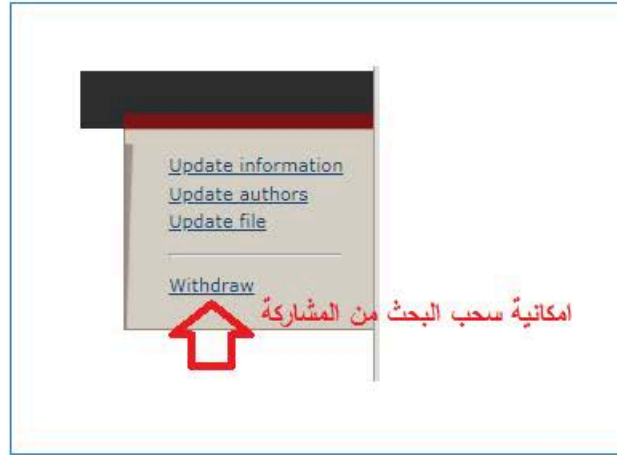 Update information
Update authors
Update file
Withdraw
امكانية سحب البحث من المشاركة